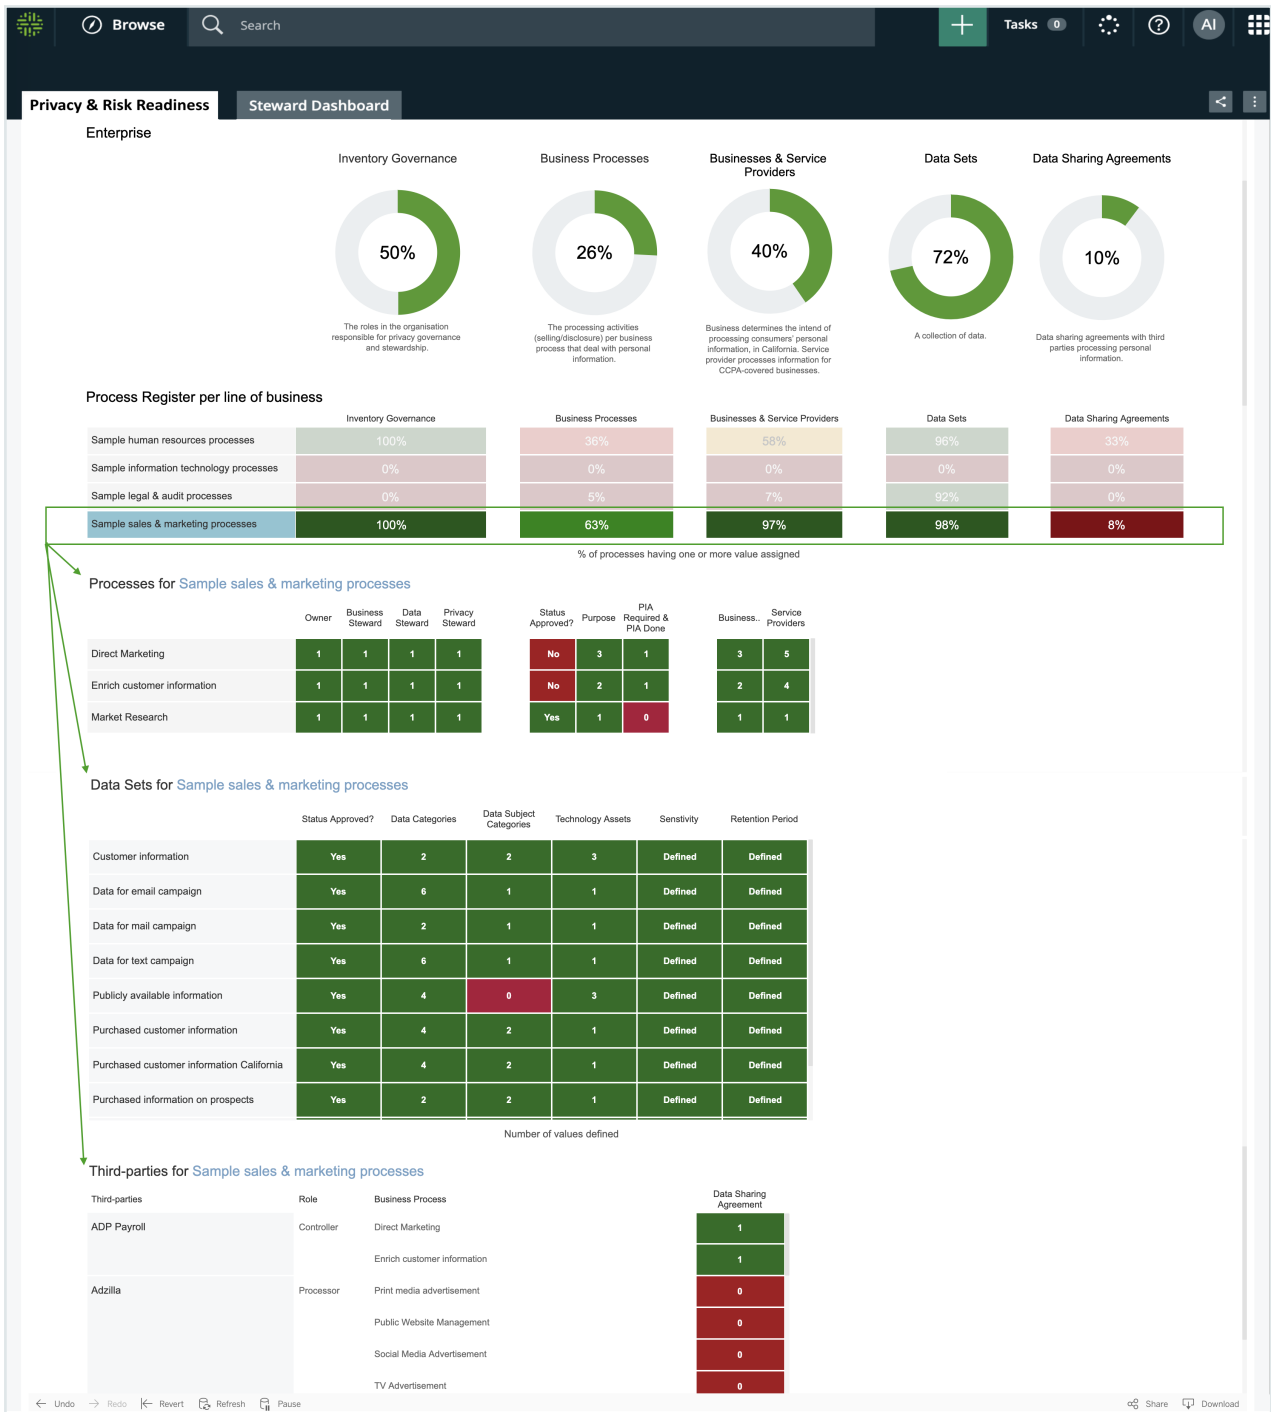 Browse
Search
Tasks 0
AI
Privacy & Risk Readiness
Steward Dashboard
Enterprise
Inventory Governance
50%
The roles in the organisation
responsible for privacy governance
and stewardship.
Business Processes
26%
The processing activities
(selling/disclosure) per business
process that deal with personal
information.
Businesses & Service
Providers
40%
Business determines the intend of
processing consumers' personal
information, in California. Service
provider processes information for
CCPA-covered businesses.
Data Sets
72%
A collection of data.
Data Sharing Agreements
10%
Data sharing agreements with third
parties processing personal
information.
Process Register per line of business
Inventory Governance Business Processes Businesses & Service Providers Data Sets Data Sharing Agreements
Sample human resources processes 100% 36% 58% 96% 33%
Sample information technology processes 0% 0% 0% 0% 0%
Sample legal & audit processes 0% 5% 7% 92% 0%
Sample sales & marketing processes 100% 63% 97% 98% 8%
% of processes having one or more value assigned
Processes for Sample sales & marketing processes
Owner
Business
Steward
Data
Steward
Privacy
Steward
Status
Approved?
Purpose
PIA
Required &
PIA Done
Business..
Service
Providers
Direct Marketing 1 1 1 1 No 3 1 3 5
Enrich customer information 1 1 1 1 No 2 1 2 4
Market Research 1 1 1 1 Yes 1 0 1 1
Data Sets for Sample sales & marketing processes
Status Approved?
Data Categories
Data Subject
Categories
Technology Assets
Senstivity
Retention Period
Customer information Yes 2 2 3 Defined Defined
Data for email campaign Yes 6 1 1 Defined Defined
Data for mail campaign Yes 2 1 1 Defined Defined
Data for text campaign Yes 6 1 1 Defined Defined
Publicly available information Yes 4 0 3 Defined Defined
Purchased customer information Yes 4 2 1 Defined Defined
Purchased customer information California Yes 4 2 1 Defined Defined
Purchased information on prospects Yes 2 2 1 Defined Defined
Number of values defined
Third-parties for Sample sales & marketing processes
Third-parties
Role
Business Process
Data Sharing
Agreement
ADP Payroll Controller Direct Marketing 1
Enrich customer information 1
Adzilla Processor Print media advertisement 0
Public Website Management 0
Social Media Advertisement 0
TV Advertisement 0
Undo Redo Revert Refresh Pause Share Download